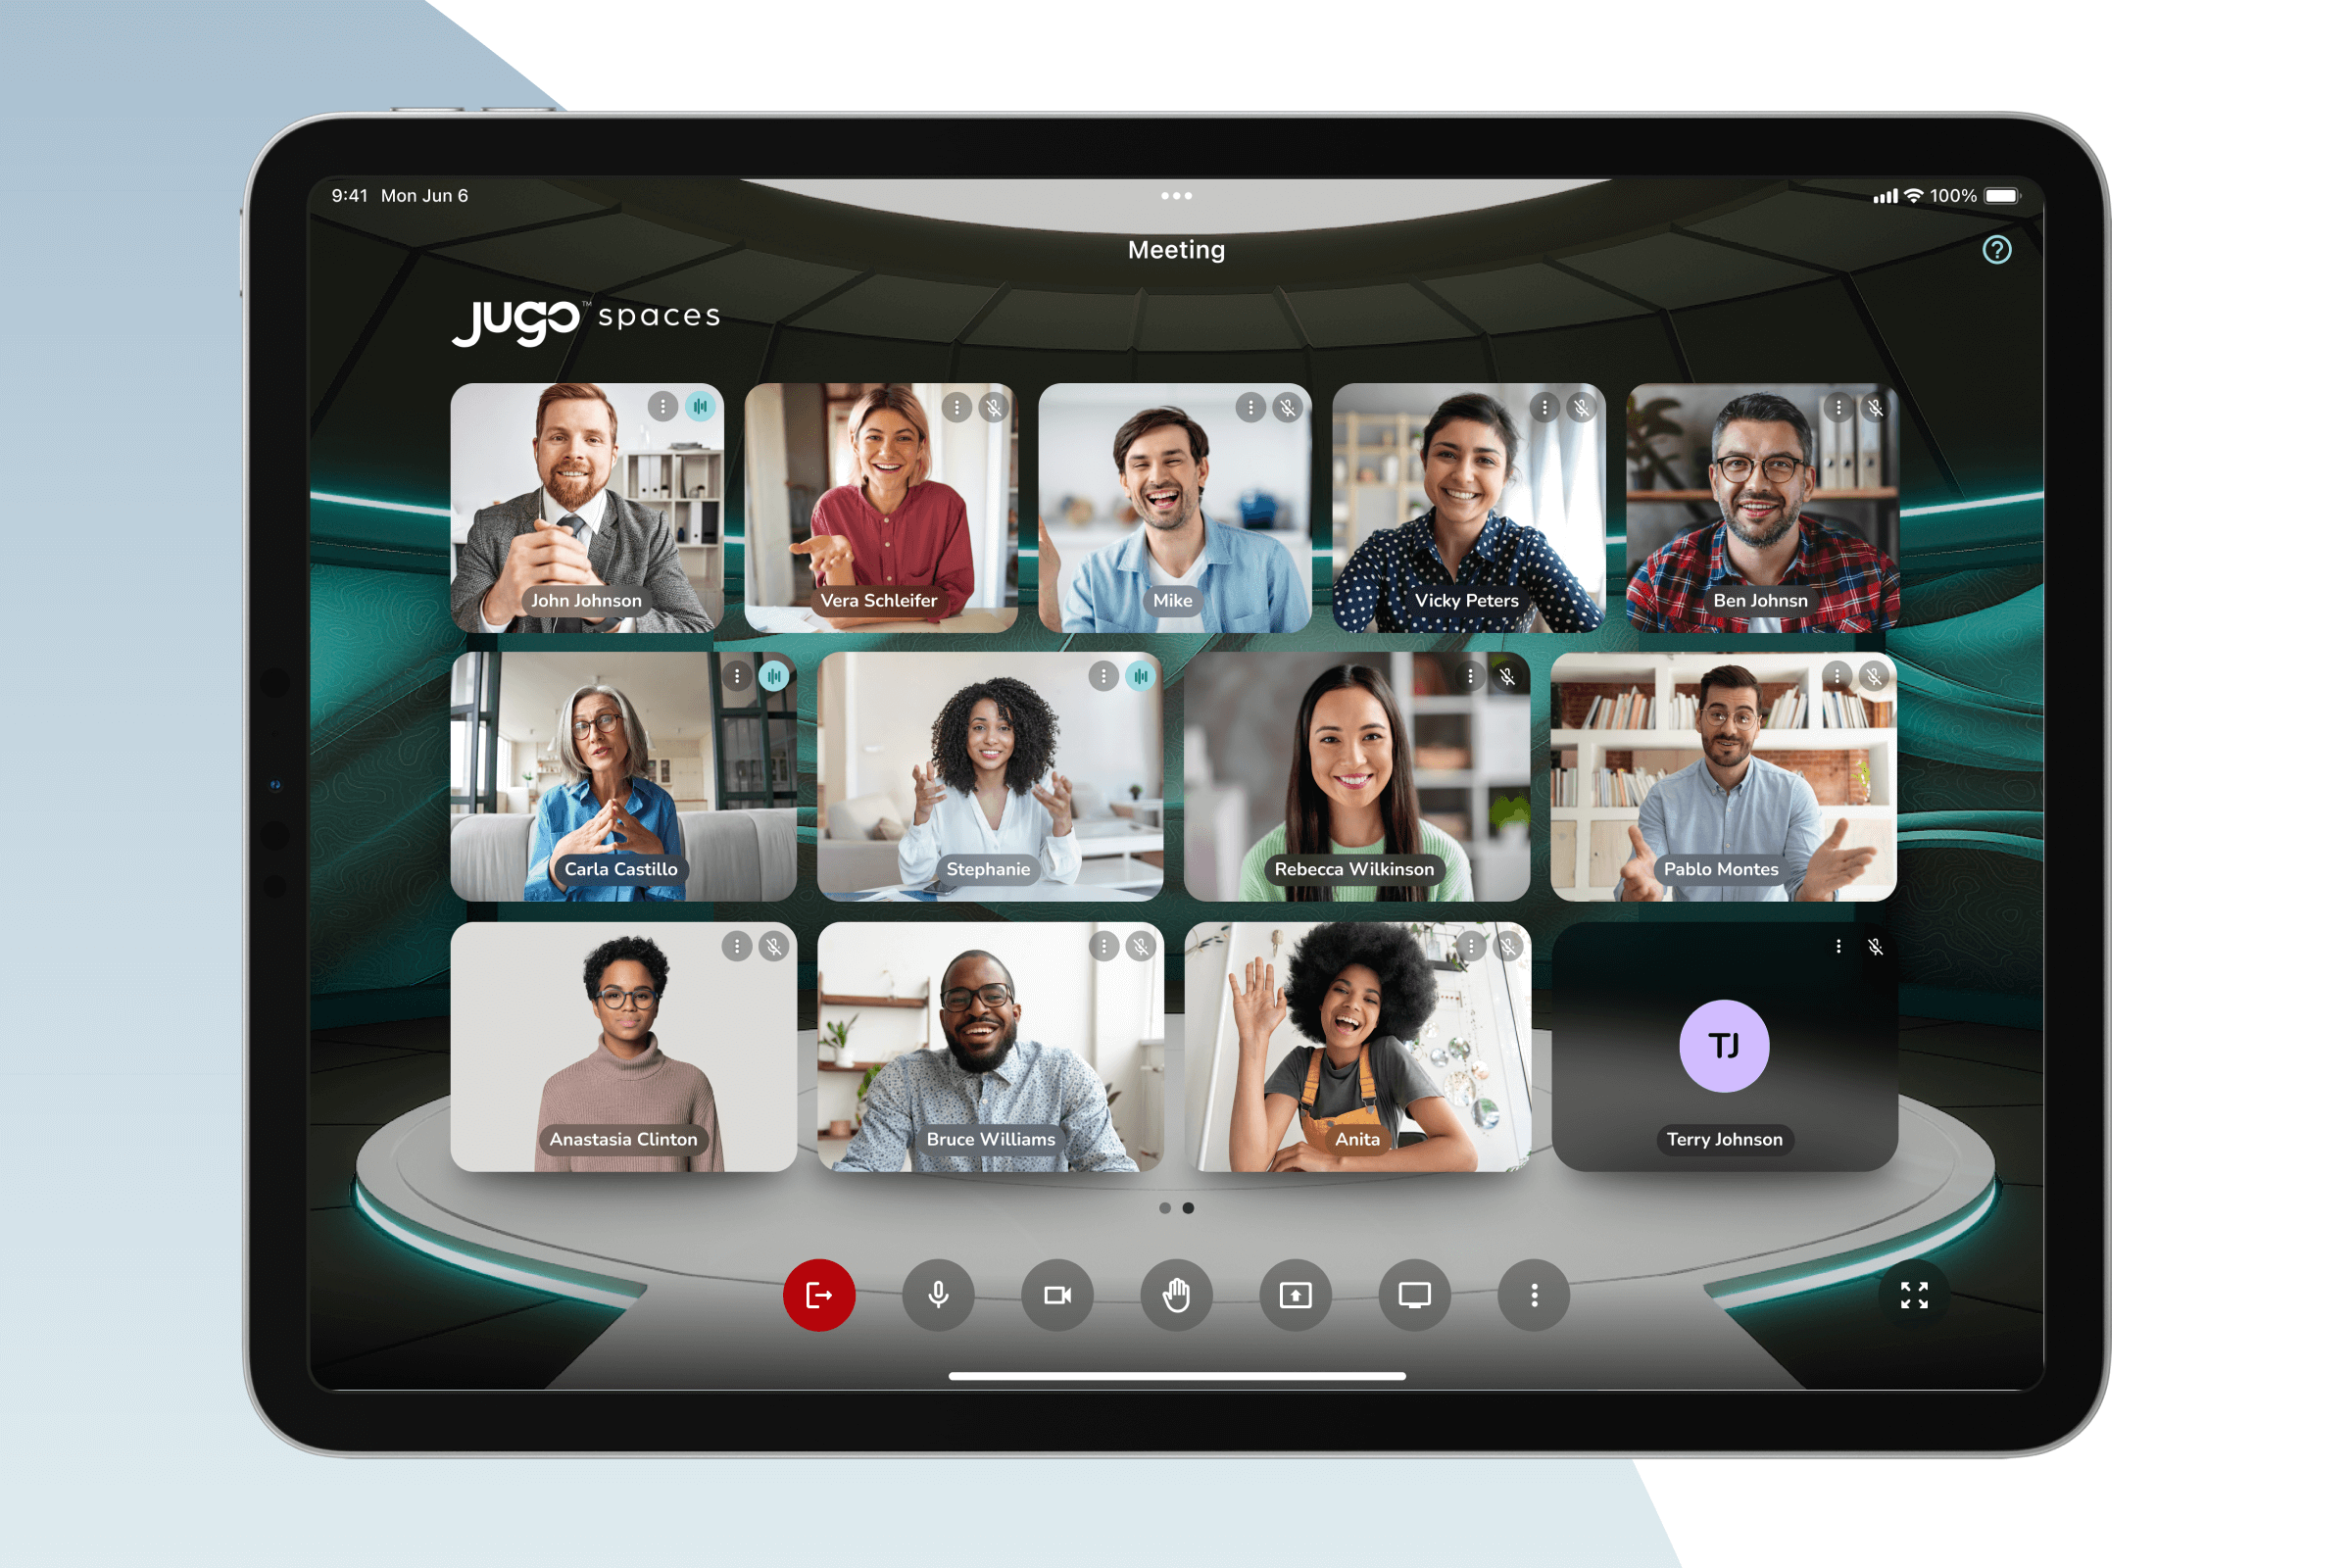 9:41 Mon Jun 6
100%
Meeting
jugo™ spaces
John Johnson
Vera Schleifer
Mike
Vicky Peters
Ben Johnsn
Carla Castillo
Stephanie
Rebecca Wilkinson
Pablo Montes
Anastasia Clinton
Bruce Williams
Anita
TJ
Terry Johnson